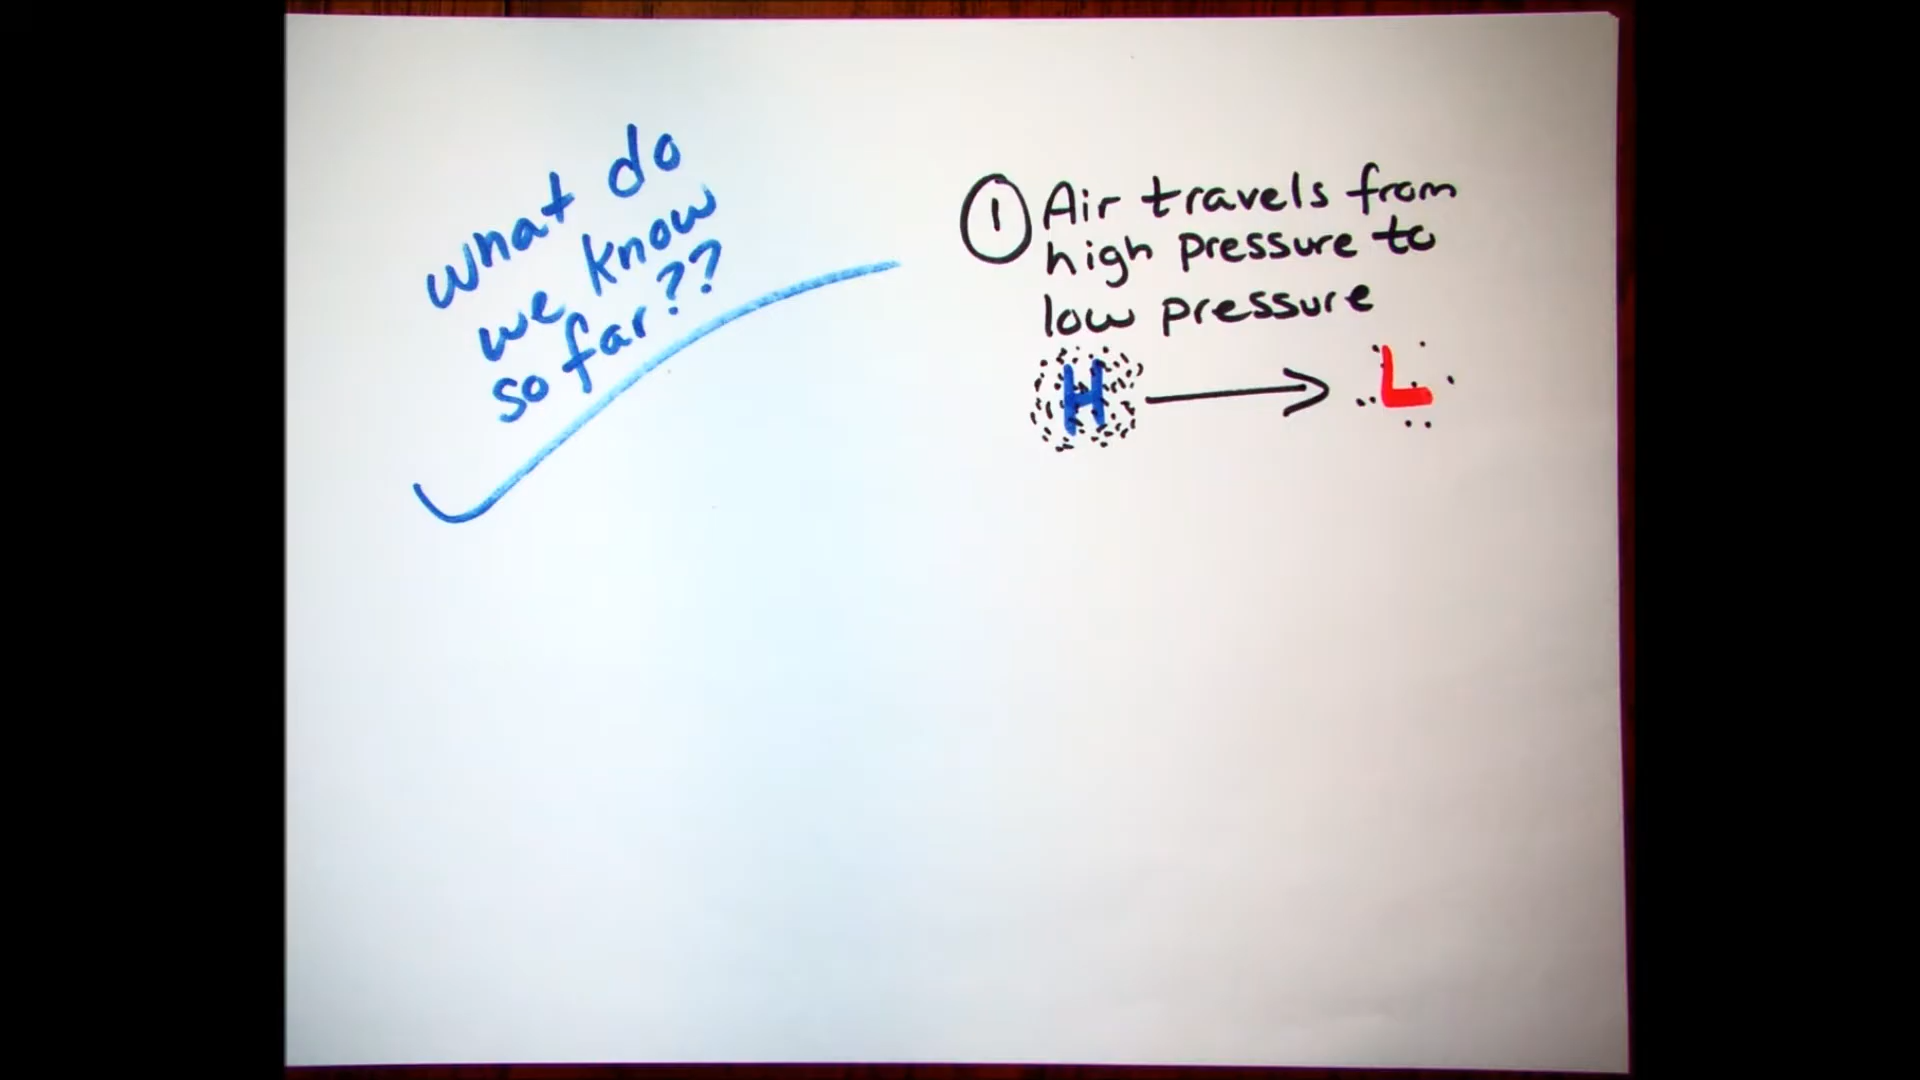 what do
we know
so far??
① Air travels from
high pressure to
low pressure
H L